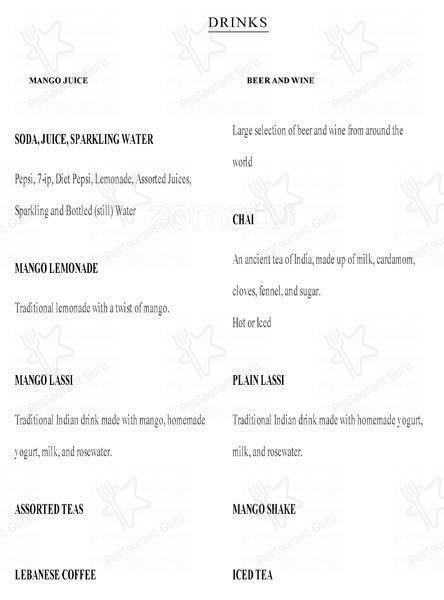 DRINKS
MANGO JUICE
SODA, JUICE, SPARKLING WATER
Pepsi, 7-ip, Diet Pepsi, Lemonade, Assorted Juices,
Sparkling and Bottled (still) Water
MANGO LEMONADE
Traditional lemonade with a twist of mango.
MANGO LASSI
Traditional Indian drink made with mango, homemade
yogurt, milk, and rosewater.
ASSORTED TEAS
LEBANESE COFFEE
BEER AND WINE
Large selection of beer and wine from around the
world
CHAI
An ancient tea of India, made up of milk, cardamom,
cloves, fennel, and sugar.
Hot or Iced
PLAIN LASSI
Traditional Indian drink made with homemade yogurt,
milk, and rosewater.
MANGO SHAKE
ICED TEA
Restaurant Guru
zomato